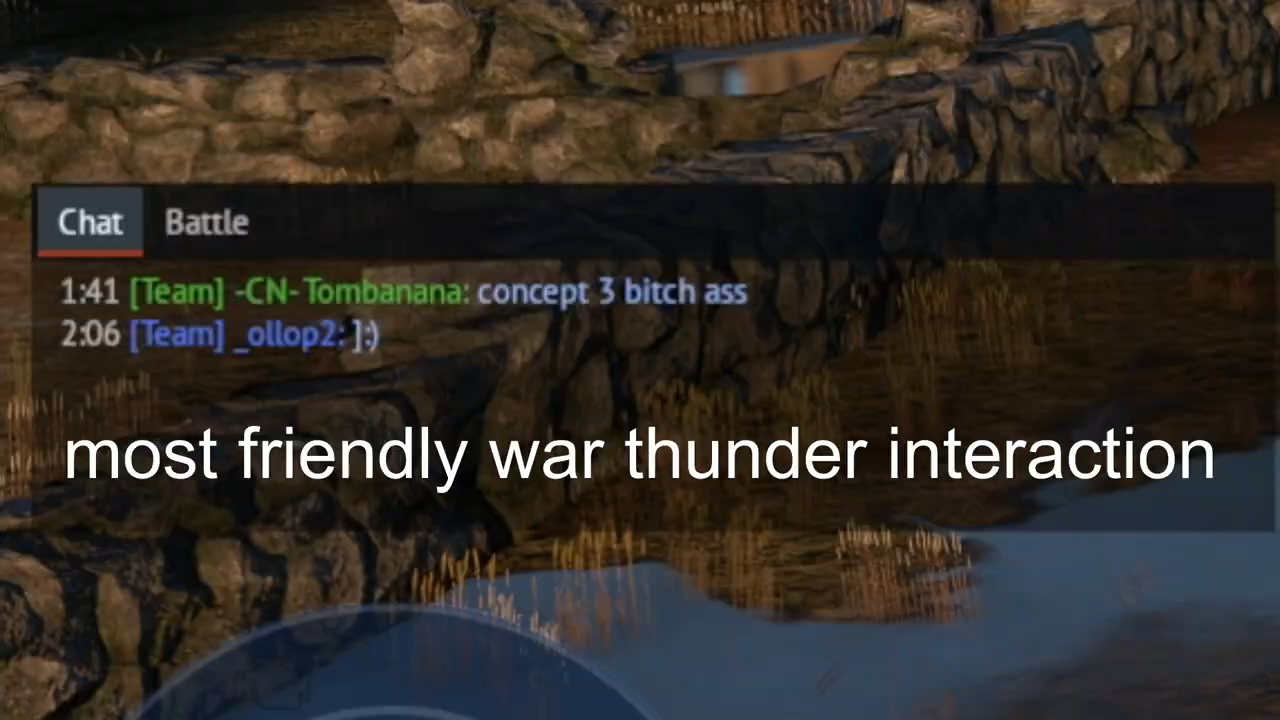 Chat Battle
1:41 [Team] -CN- Tombanana: concept 3 bitch ass
2:06 [Team] _ollop2: ]:)
most friendly war thunder interaction